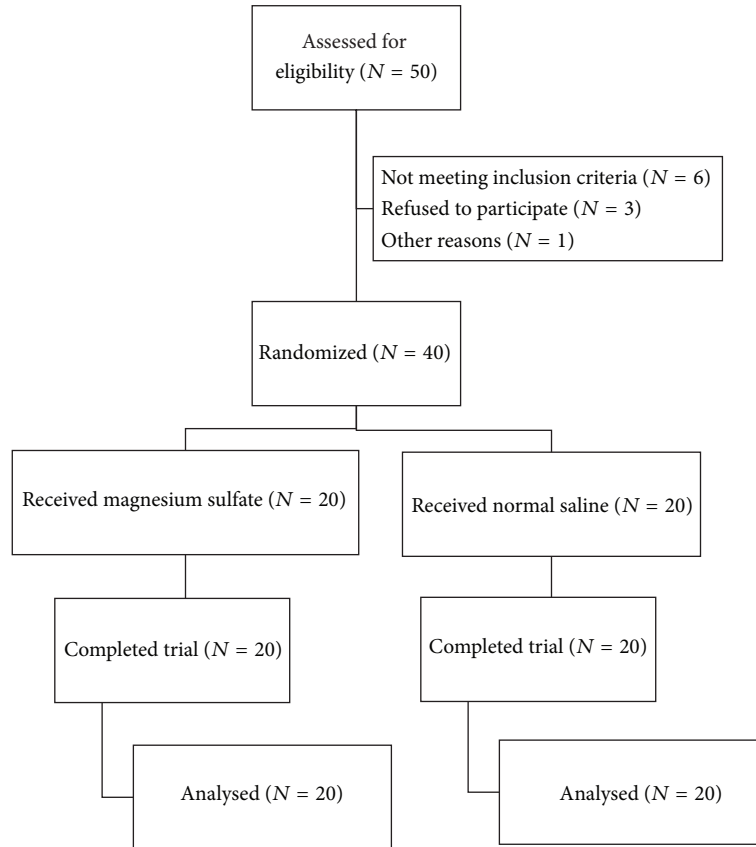 Assessed for
eligibility (N = 50)
Not meeting inclusion criteria (N = 6)
Refused to participate (N = 3)
Other reasons (N = 1)
Randomized (N = 40)
Received magnesium sulfate (N = 20)
Received normal saline (N = 20)
Completed trial (N = 20)
Completed trial (N = 20)
Analysed (N = 20)
Analysed (N = 20)